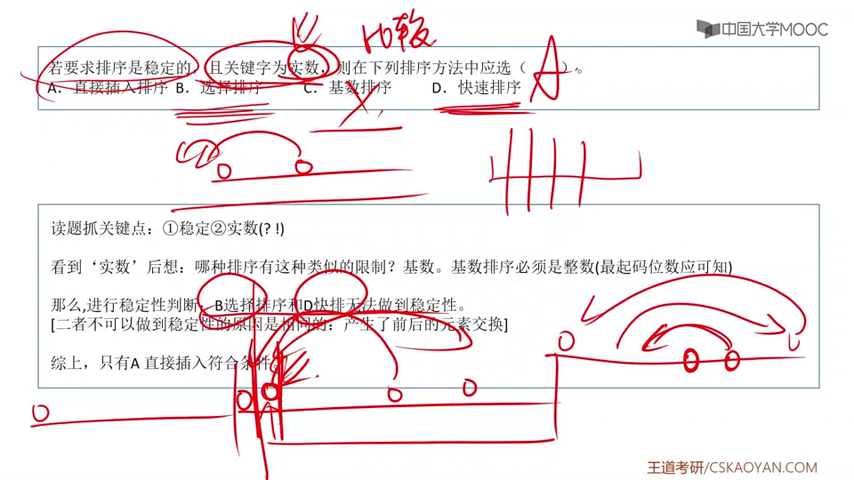 中国大学MOOC
10 实数
若要求排序是稳定的，且关键字为实数，则在下列排序方法中应选（ A ）。
A．直接插入排序 B．选择排序 C．基数排序 D．快速排序
读题抓关键点：①稳定②实数(? !)
看到‘实数’后想：哪种排序有这种类似的限制？基数。基数排序必须是整数(最起码位数应可知)
那么,进行稳定性判断：B选择排序和D快排无法做到稳定性。
[二者不可以做到稳定性的原因是相同的：产生了前后的元素交换]
综上，只有A 直接插入符合条件。
王道考研/CSKAOYAN.COM